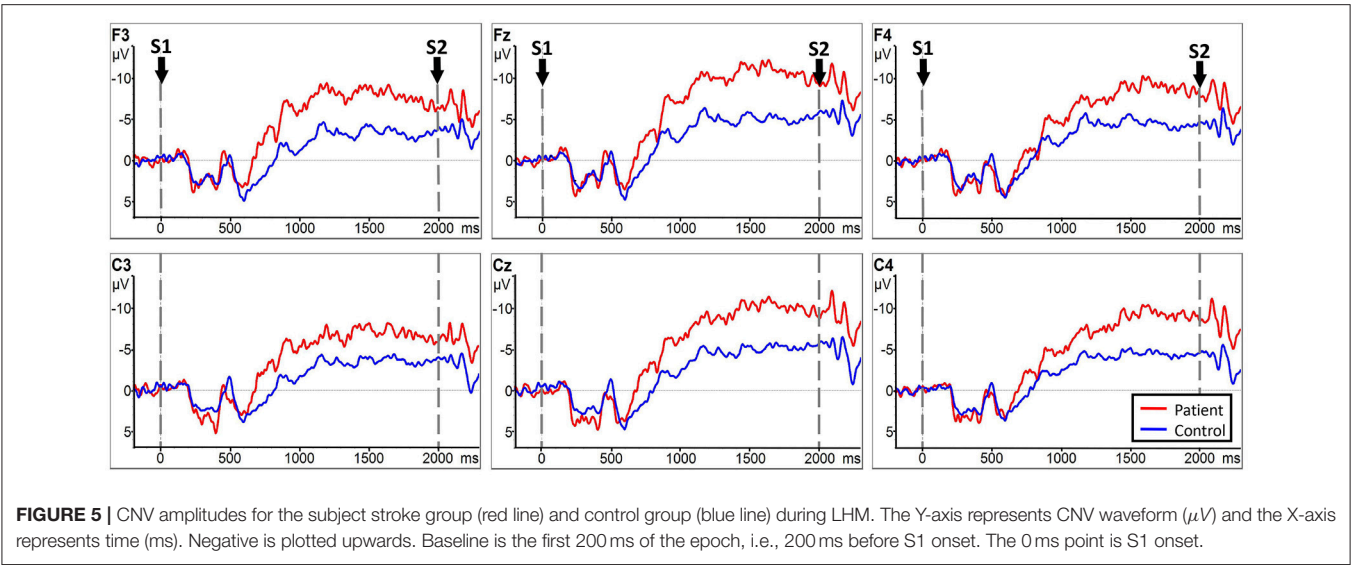 F3 Fz F4
µV µV µV
S1 S2 S1 S2 S1 S2
-10 -10 -10
-5 -5 -5
0 0 0
5 5 5
0 500 1000 1500 2000 ms 0 500 1000 1500 2000 ms 0 500 1000 1500 2000 ms
C3 Cz C4
µV µV µV
-10 -10 -10
-5 -5 -5
0 0 0
Patient
Control
5 5 5
0 500 1000 1500 2000 ms 0 500 1000 1500 2000 ms 0 500 1000 1500 2000 ms
FIGURE 5 | CNV amplitudes for the subject stroke group (red line) and control group (blue line) during LHM. The Y-axis represents CNV waveform (µV) and the X-axis
represents time (ms). Negative is plotted upwards. Baseline is the first 200 ms of the epoch, i.e., 200 ms before S1 onset. The 0 ms point is S1 onset.